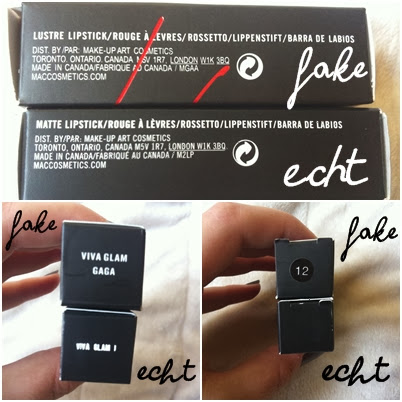 LUSTRE LIPSTICK/ROUGE À LÈVRES/ROSSETTO/LIPPENSTIFT/BARRA DE LABIOS
DIST. BY/PAR: MAKE-UP ART COSMETICS
TORONTO, ONTARIO, CANADA M5V 1R7, LONDON W1K 3BQ
MADE IN CANADA/FABRIQUÉ AU CANADA / MGAA
MACCOSMETICS.COM
fake
MATTE LIPSTICK/ROUGE À LÈVRES/ROSSETTO/LIPPENSTIFT/BARRA DE LABIOS
DIST. BY/PAR: MAKE-UP ART COSMETICS
TORONTO, ONTARIO, CANADA M5V 1R7, LONDON W1K 3BQ
MADE IN CANADA/FABRIQUÉ AU CANADA / M2LP
MACCOSMETICS.COM
echt
fake
VIVA GLAM
GAGA
VIVA GLAM I
echt
fake
12
echt